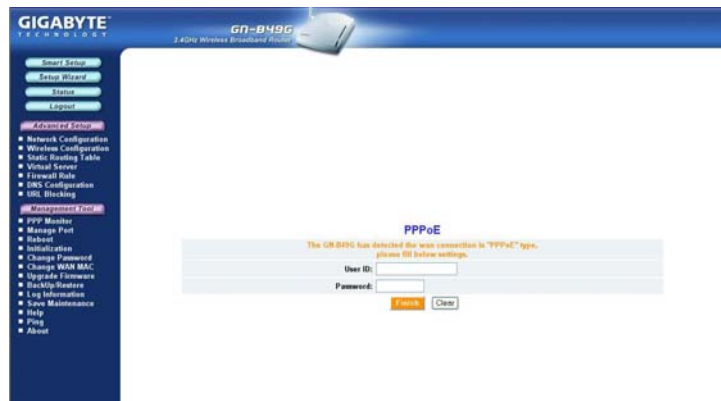 GIGABYTE
TECHNOLOGY
GN-B49G
2.4GHz Wireless Broadband Router
Smart Setup
Setup Wizard
Status
Logout
Advanced Setup
Network Configuration
Wireless Configuration
Static Routing Table
Virtual Server
Firewall Rule
DNS Configuration
URL Blocking
Management Tool
PPP Monitor
Manage Port
Reboot
Initialization
Change Password
Change WAN MAC
Upgrade Firmware
BackUp/Restore
Log Information
Save Maintenance
Help
Ping
About
PPPoE
The GN-B49G has detected the wan connection is "PPPoE" type,
please fill below settings.
User ID:
Password:
Finish Clear